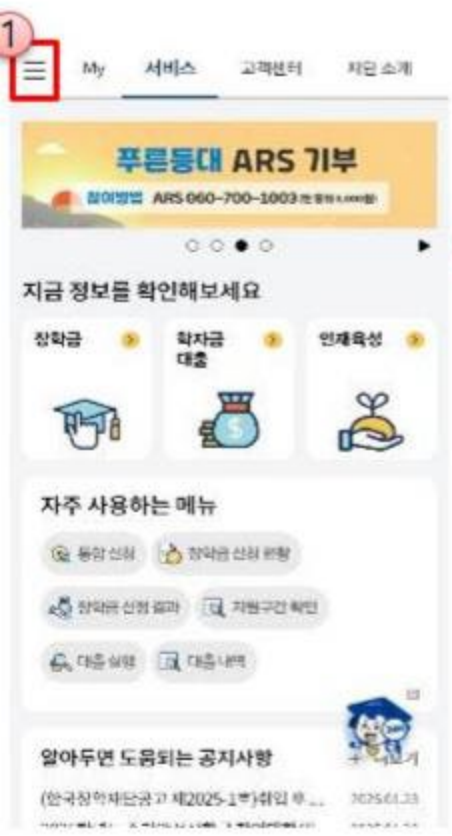 1
My 서비스 고객센터 재단 소개
푸른등대 ARS 기부
참여방법 ARS 060-700-1003
지금 정보를 확인해보세요
장학금 학자금 대출 인재육성
자주 사용하는 메뉴
통합 신청 장학금 신청 현황
장학금 신청 결과 지원구간 확인
대출 실행 대출 내역
알아두면 도움되는 공지사항
(한국장학재단공고 제2025-1호)취업 후 ... 2025.01.23